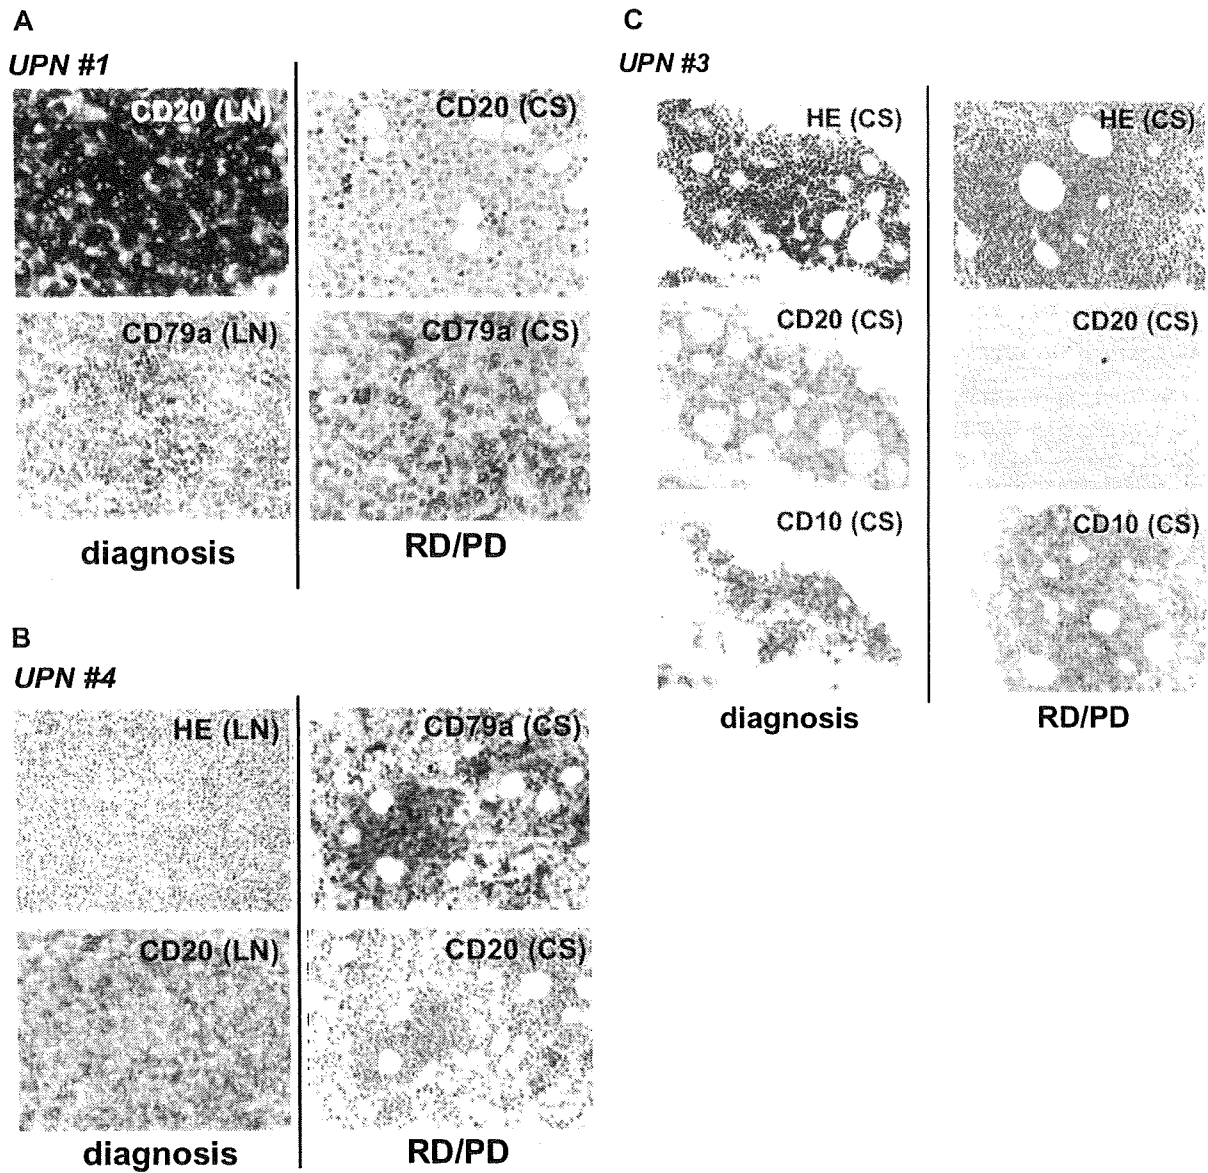 A
UPN #1
CD20 (LN)
CD20 (CS)
CD79a (LN)
CD79a (CS)
diagnosis
RD/PD
B
UPN #4
HE (LN)
CD79a (CS)
CD20 (LN)
CD20 (CS)
diagnosis
RD/PD
C
UPN #3
HE (CS)
HE (CS)
CD20 (CS)
CD20 (CS)
CD10 (CS)
CD10 (CS)
diagnosis
RD/PD